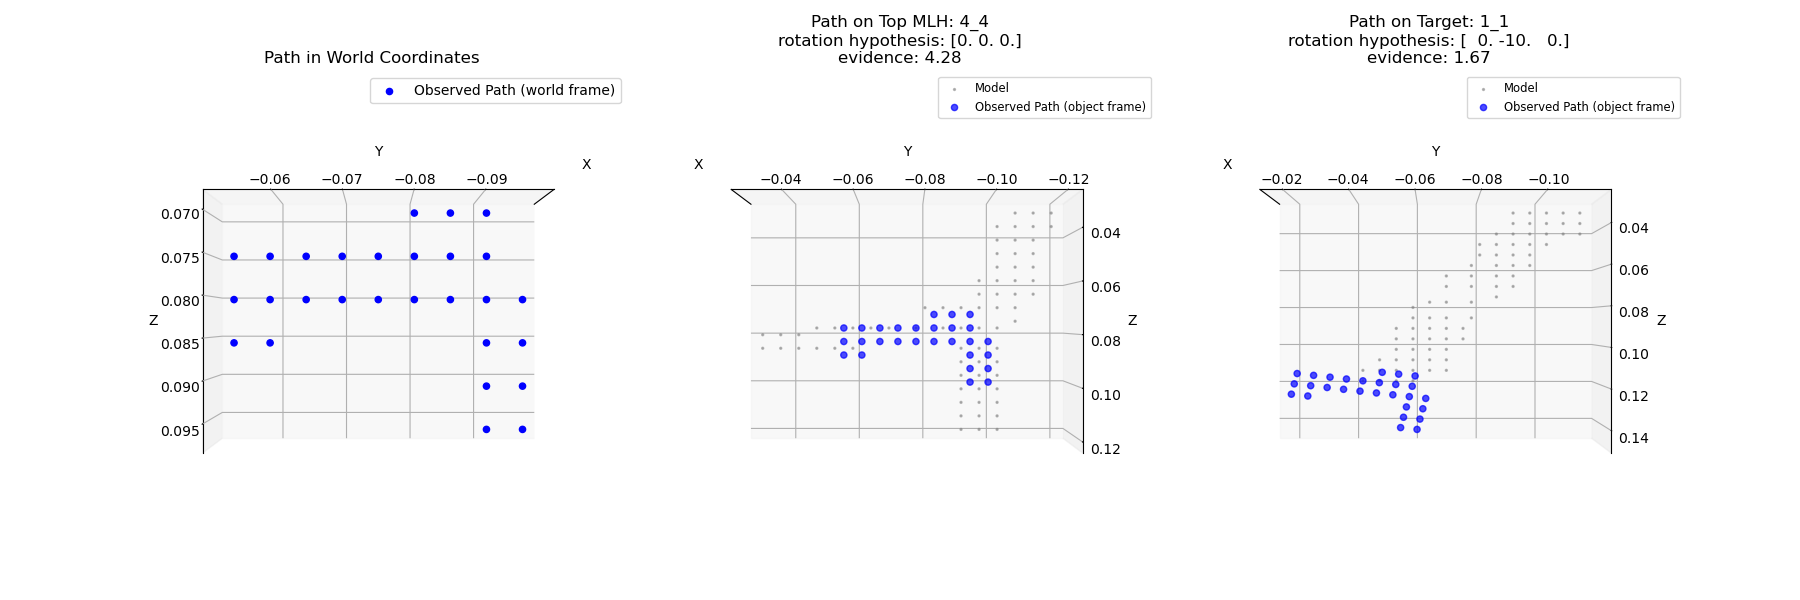 Path in World Coordinates
Observed Path (world frame)
Y
X
−0.06
−0.07
−0.08
−0.09
0.070
0.075
0.080
Z
0.085
0.090
0.095
Path on Top MLH: 4_4
rotation hypothesis: [0. 0. 0.]
evidence: 4.28
Model
Observed Path (object frame)
Y
X
−0.04
−0.06
−0.08
−0.10
−0.12
0.04
0.06
Z
0.08
0.10
0.12
Path on Target: 1_1
rotation hypothesis: [  0. -10.   0.]
evidence: 1.67
Model
Observed Path (object frame)
Y
X
−0.02
−0.04
−0.06
−0.08
−0.10
0.04
0.06
0.08
Z
0.10
0.12
0.14